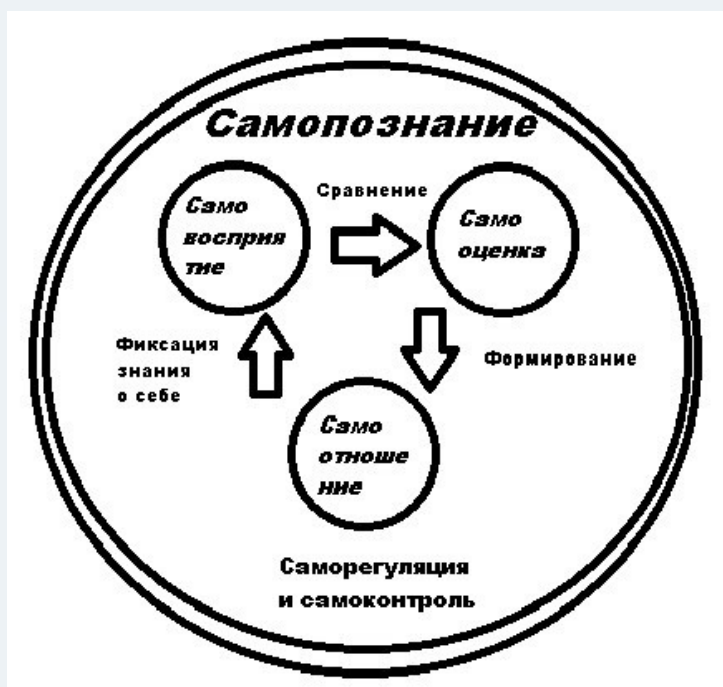 Самопознание
Само
восприя
тие
Сравнение
Само
оценка
Фиксация
знания
о себе
Формирование
Само
отноше
ние
Саморегуляция
и самоконтроль